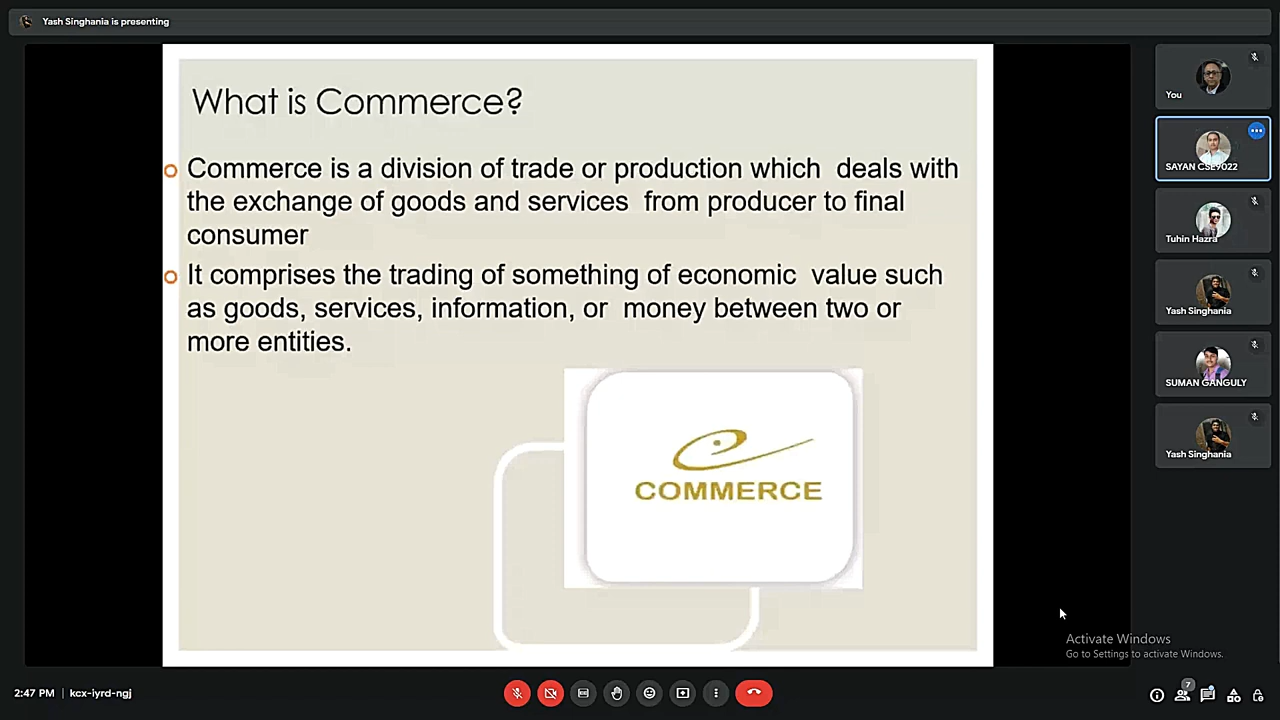 Yash Singhania is presenting
What is Commerce?
Commerce is a division of trade or production which deals with
the exchange of goods and services from producer to final
consumer
It comprises the trading of something of economic value such
as goods, services, information, or money between two or
more entities.
e
COMMERCE
You
SAYAN CSE7022
Tuhin Hazra
Yash Singhania
SUMAN GANGULY
Yash Singhania
Activate Windows
Go to Settings to activate Windows.
2:47 PM | kcx-iyrd-ngj
7